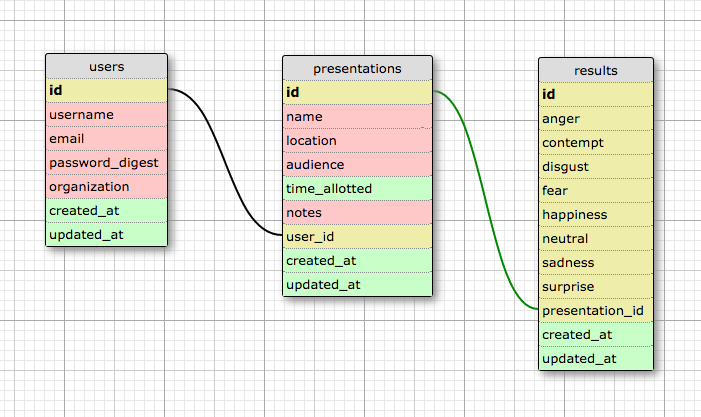 users
id
username
email
password_digest
organization
created_at
updated_at
presentations
id
name
location
audience
time_allotted
notes
user_id
created_at
updated_at
results
id
anger
contempt
disgust
fear
happiness
neutral
sadness
surprise
presentation_id
created_at
updated_at